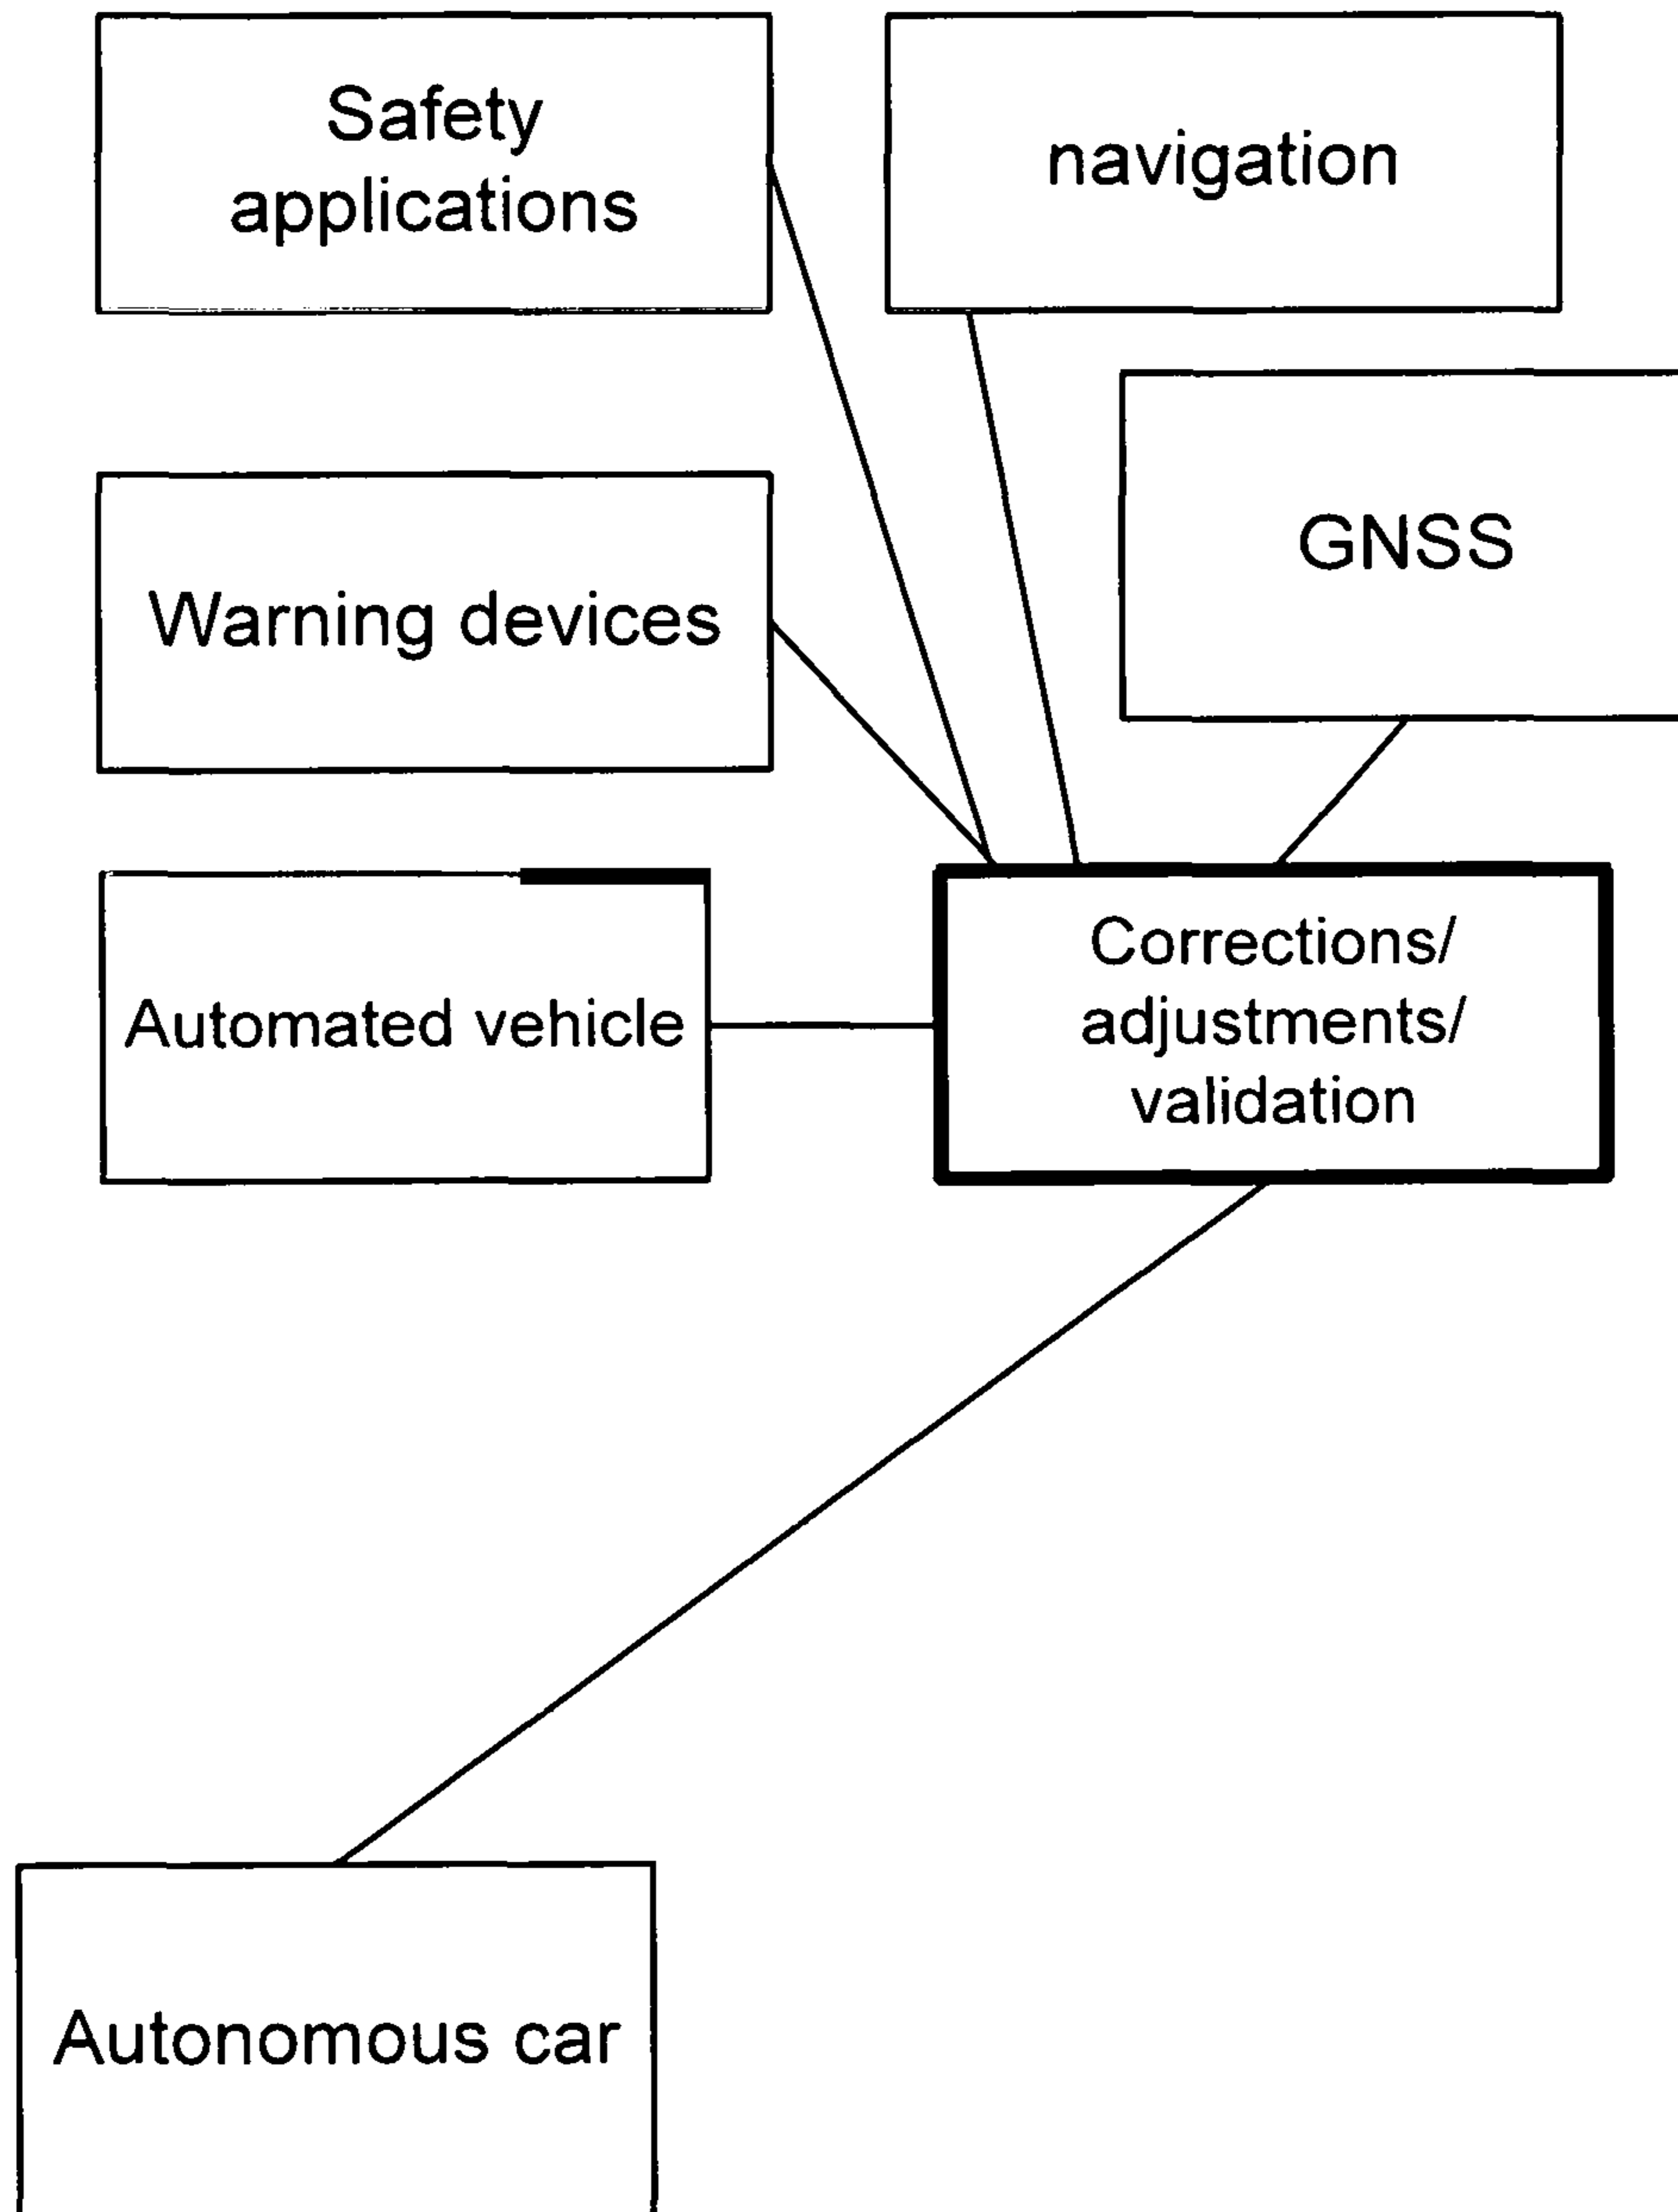 Safety
applications
navigation
GNSS
Warning devices
Automated vehicle
Corrections/
adjustments/
validation
Autonomous car